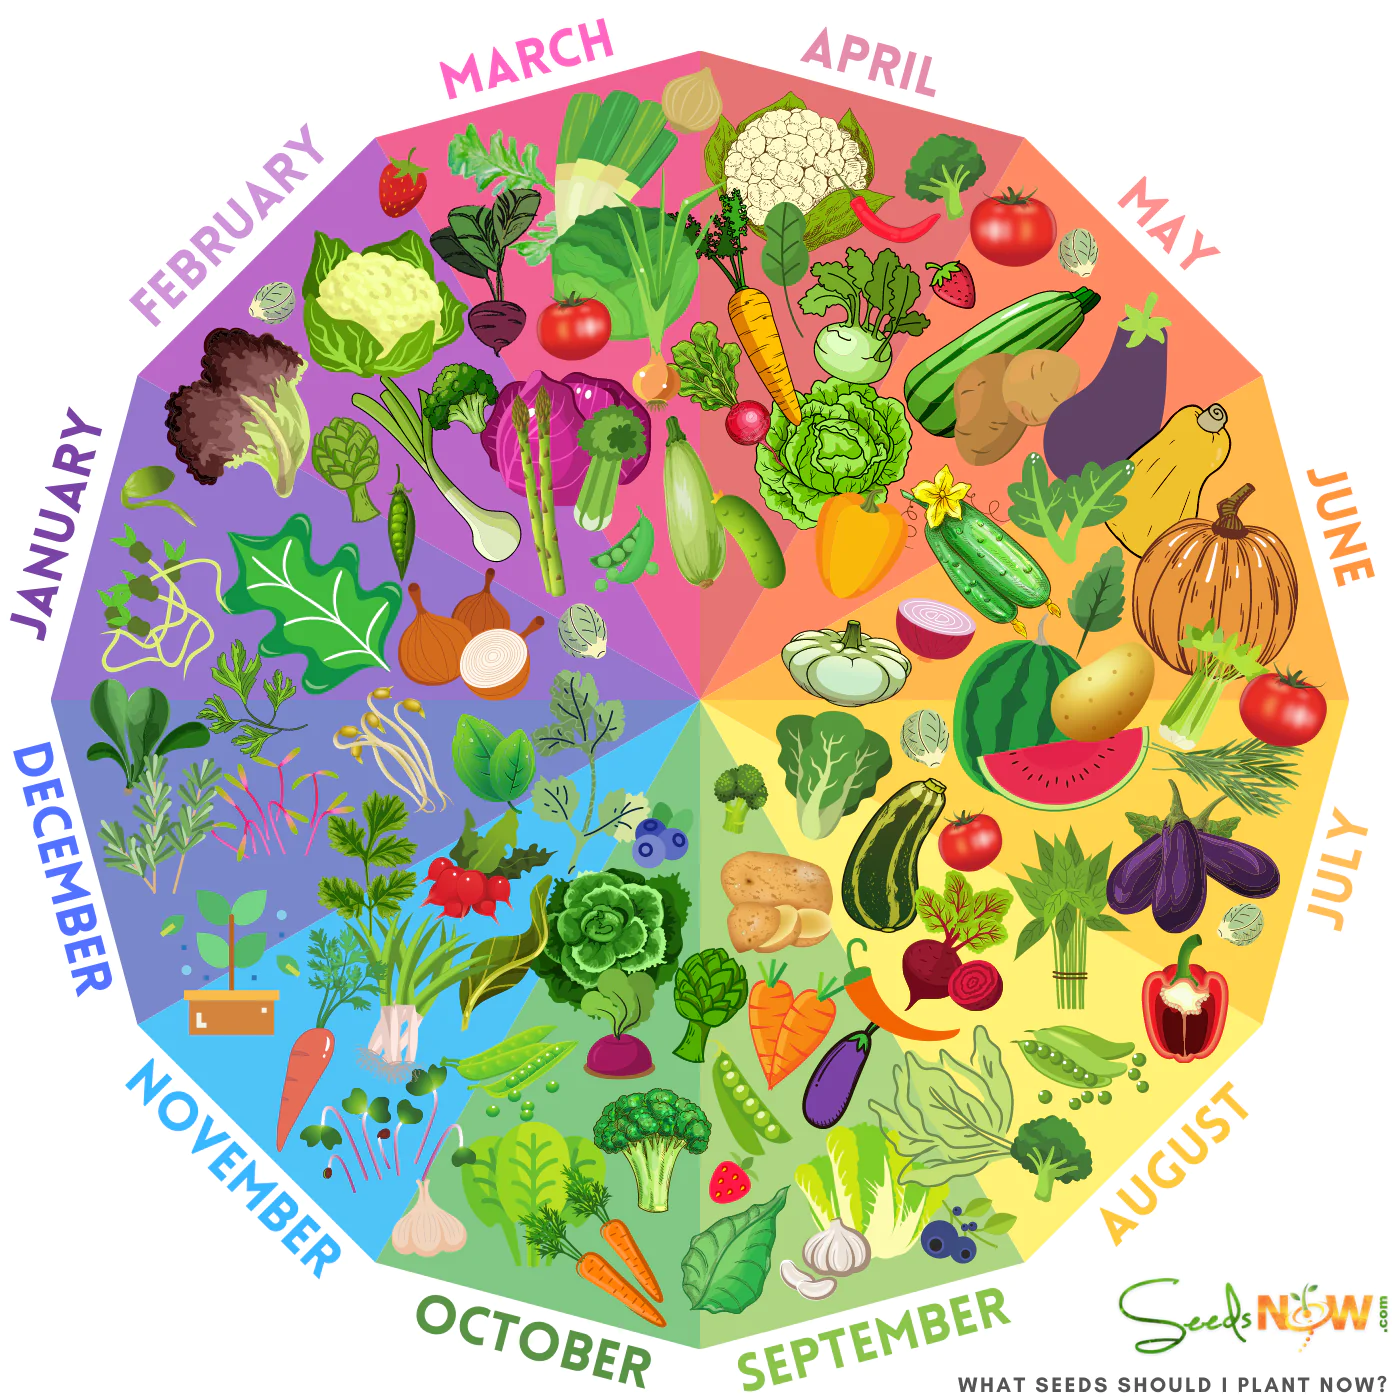 MARCH
APRIL
FEBRUARY
MAY
JANUARY
JUNE
DECEMBER
JULY
NOVEMBER
AUGUST
OCTOBER
SEPTEMBER
SeedsNOW.com
WHAT SEEDS SHOULD I PLANT NOW?